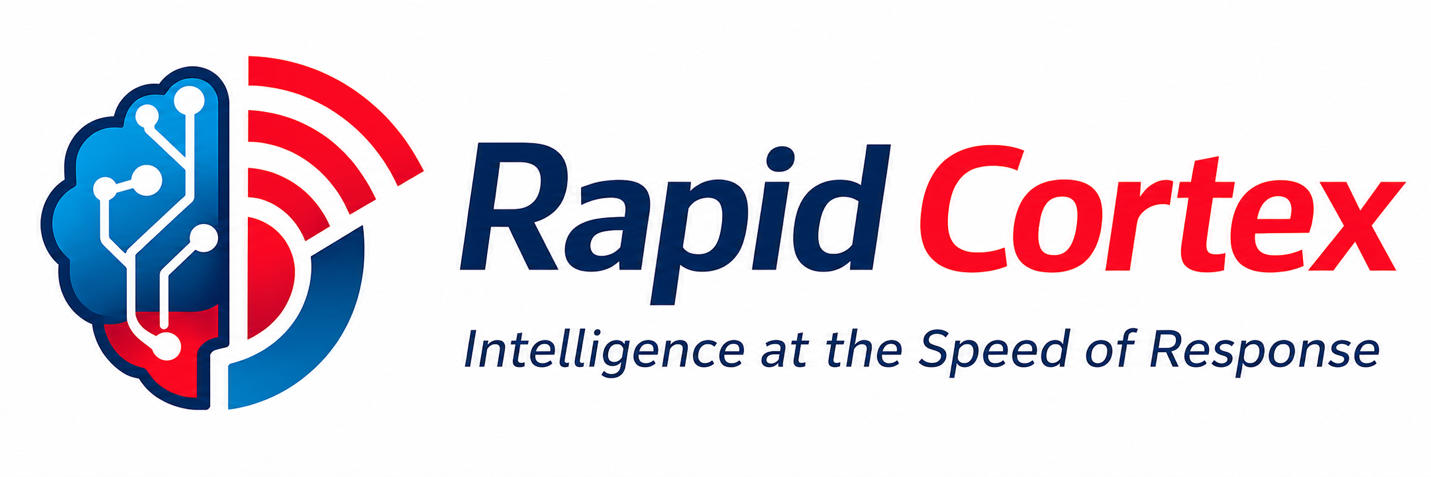 Rapid Cortex
Intelligence at the Speed of Response